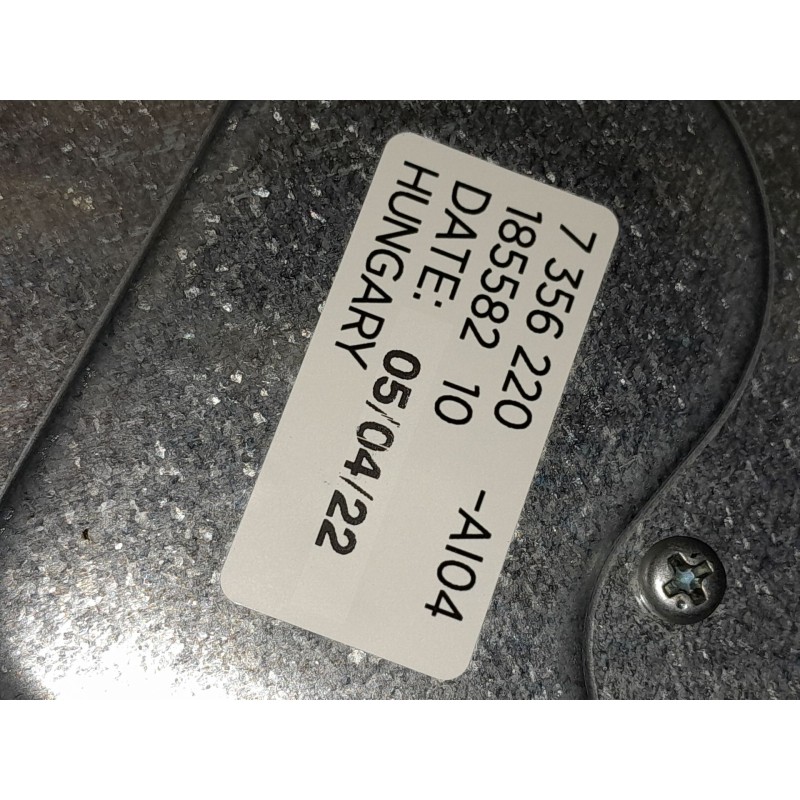 7 356 220 -AI04
185582 10
DATE: 05/04/22
HUNGARY